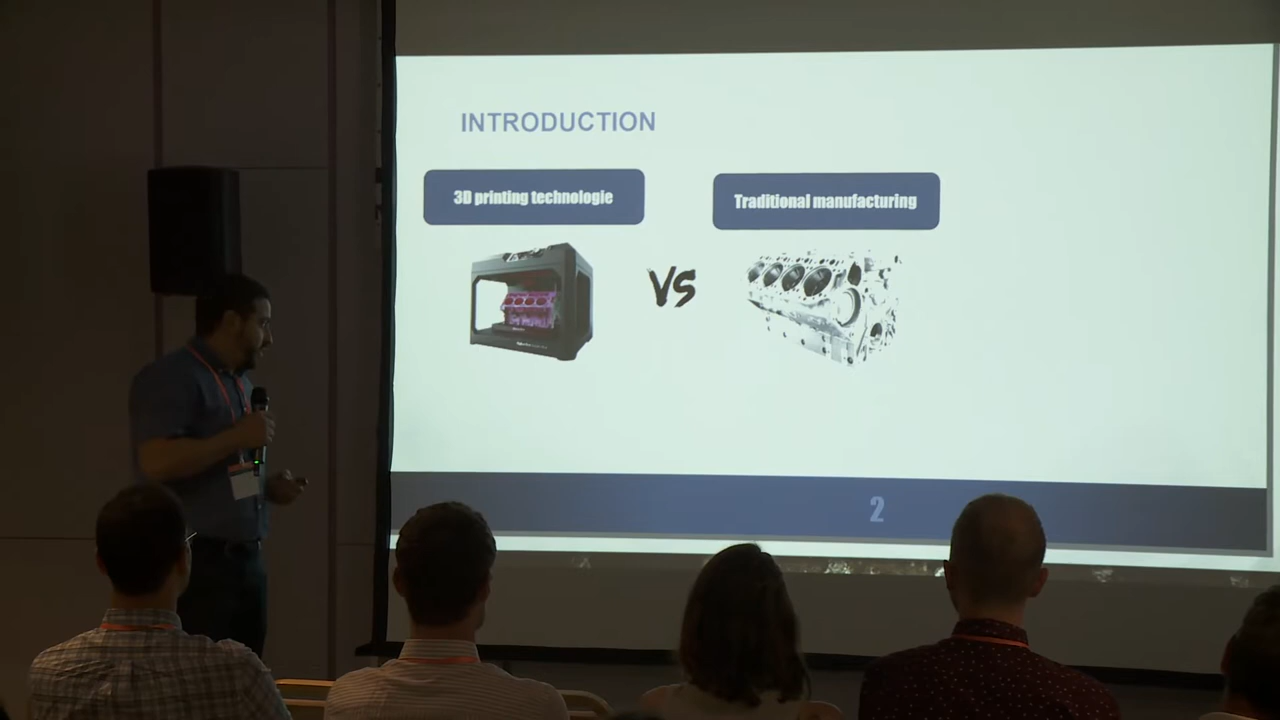 INTRODUCTION
3D printing technologie
Traditional manufacturing
VS
2